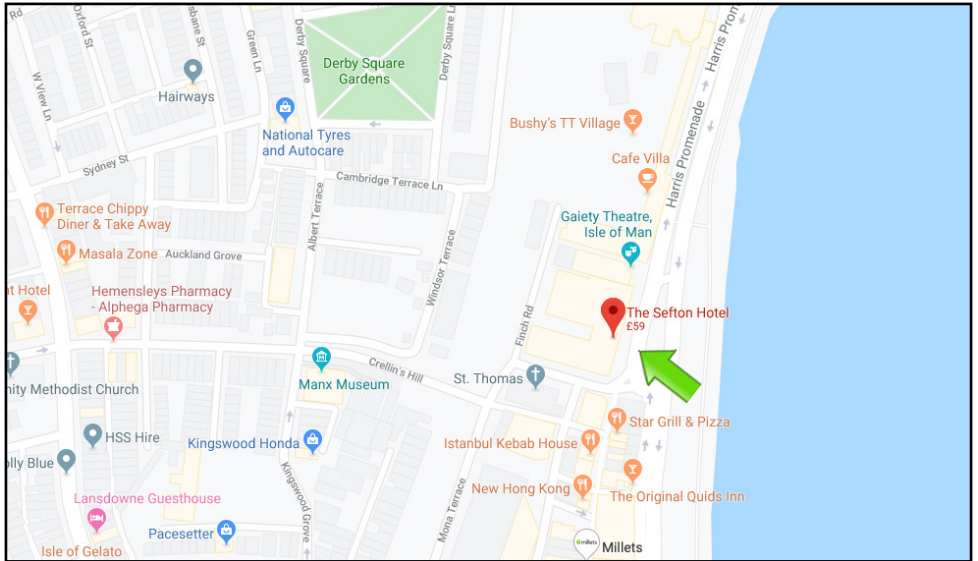 Rd
Oxford St
bane St
Green Ln
Derby Square
Derby Square Ln
Harris Promenade
Derby Square
Gardens
W View Ln
Hairways
National Tyres
and Autocare
Bushy's TT Village
Cafe Villa
Harris Promenade
Sydney St
Cambridge Terrace Ln
Terrace Chippy
Diner & Take Away
Albert Terrace
Gaiety Theatre,
Isle of Man
Masala Zone
Auckland Grove
Windsor Terrace
nt Hotel
Hemensleys Pharmacy
- Alphega Pharmacy
Finch Rd
The Sefton Hotel
£59
Crellin's Hill
Manx Museum
St. Thomas
nity Methodist Church
Star Grill & Pizza
HSS Hire
Kingswood Honda
Istanbul Kebab House
olly Blue
Kingswood Grove
Mona Terrace
New Hong Kong
The Original Quids Inn
Lansdowne Guesthouse
Pacesetter
Isle of Gelato
millets
Millets